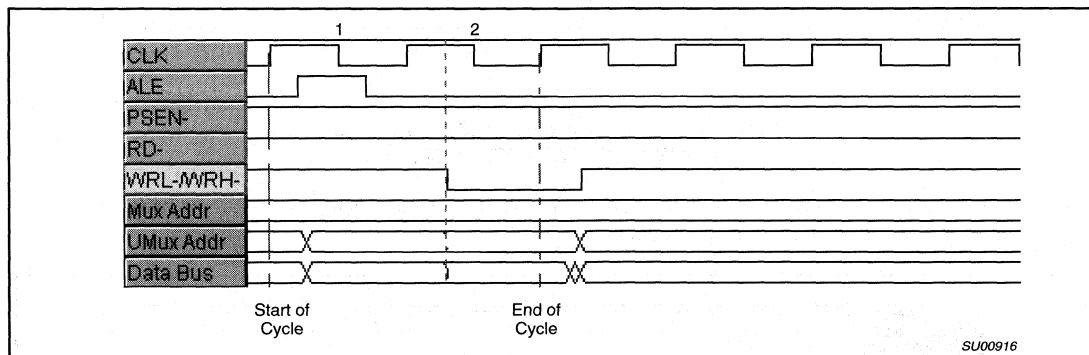 1 2
CLK
ALE
PSEN-
RD-
WRL-/WRH-
Mux Addr
UMux Addr
Data Bus
Start of
Cycle
End of
Cycle
SU00916